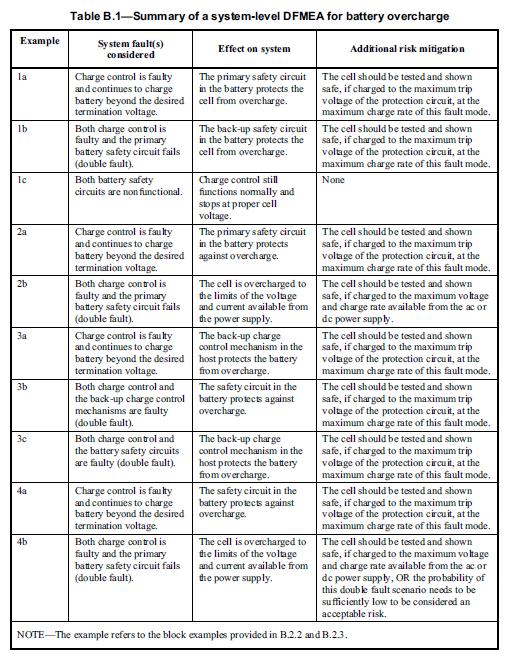 Table B.1—Summary of a system-level DFMEA for battery overcharge
Example
System fault(s)
considered
Effect on system
Additional risk mitigation
1a
Charge control is faulty
and continues to charge
battery beyond the desired
termination voltage.
The primary safety circuit
in the battery protects the
cell from overcharge.
The cell should be tested and shown
safe, if charged to the maximum trip
voltage of the protection circuit, at the
maximum charge rate of this fault mode.
1b
Both charge control is
faulty and the primary
battery safety circuit fails
(double fault).
The back-up safety circuit
in the battery protects the
cell from overcharge.
The cell should be tested and shown
safe, if charged to the maximum trip
voltage of the protection circuit, at the
maximum charge rate of this fault mode.
1c
Both battery safety
circuits are nonfunctional.
Charge control still
functions normally and
stops at proper cell
voltage.
None
2a
Charge control is faulty
and continues to charge
battery beyond the desired
termination voltage.
The primary safety circuit
in the battery protects
against overcharge.
The cell should be tested and shown
safe, if charged to the maximum trip
voltage of the protection circuit, at the
maximum charge rate of this fault mode.
2b
Both charge control is
faulty and the primary
battery safety circuit fails
(double fault).
The cell is overcharged to
the limits of the voltage
and current available from
the power supply.
The cell should be tested and shown
safe, if charged to the maximum voltage
and charge rate available from the ac or
dc power supply.
3a
Charge control is faulty
and continues to charge
battery beyond the desired
termination voltage.
The back-up charge
control mechanism in the
host protects the battery
from overcharge.
The cell should be tested and shown
safe, if charged to the maximum trip
voltage of the protection circuit, at the
maximum charge rate of this fault mode.
3b
Both charge control and
the back-up charge control
mechanisms are faulty
(double fault).
The safety circuit in the
battery protects against
overcharge.
The cell should be tested and shown
safe, if charged to the maximum trip
voltage of the protection circuit, at the
maximum charge rate of this fault mode.
3c
Both charge control and
the battery safety circuits
are faulty (double fault).
The back-up charge
control mechanism in the
host protects the battery
from overcharge.
The cell should be tested and shown
safe, if charged to the maximum trip
voltage of the protection circuit, at the
maximum charge rate of this fault mode.
4a
Charge control is faulty
and continues to charge
battery beyond the desired
termination voltage.
The safety circuit in the
battery protects against
overcharge.
The cell should be tested and shown
safe, if charged to the maximum trip
voltage of the protection circuit, at the
maximum charge rate of this fault mode.
4b
Both charge control is
faulty and the primary
battery safety circuit fails
(double fault).
The cell is overcharged to
the limits of the voltage
and current available from
the power supply.
The cell should be tested and shown
safe, if charged to the maximum voltage
and charge rate available from the ac or
dc power supply, OR the probability of
this double fault scenario needs to be
sufficiently low to be considered an
acceptable risk.
NOTE—The example refers to the block examples provided in B.2.2 and B.2.3.